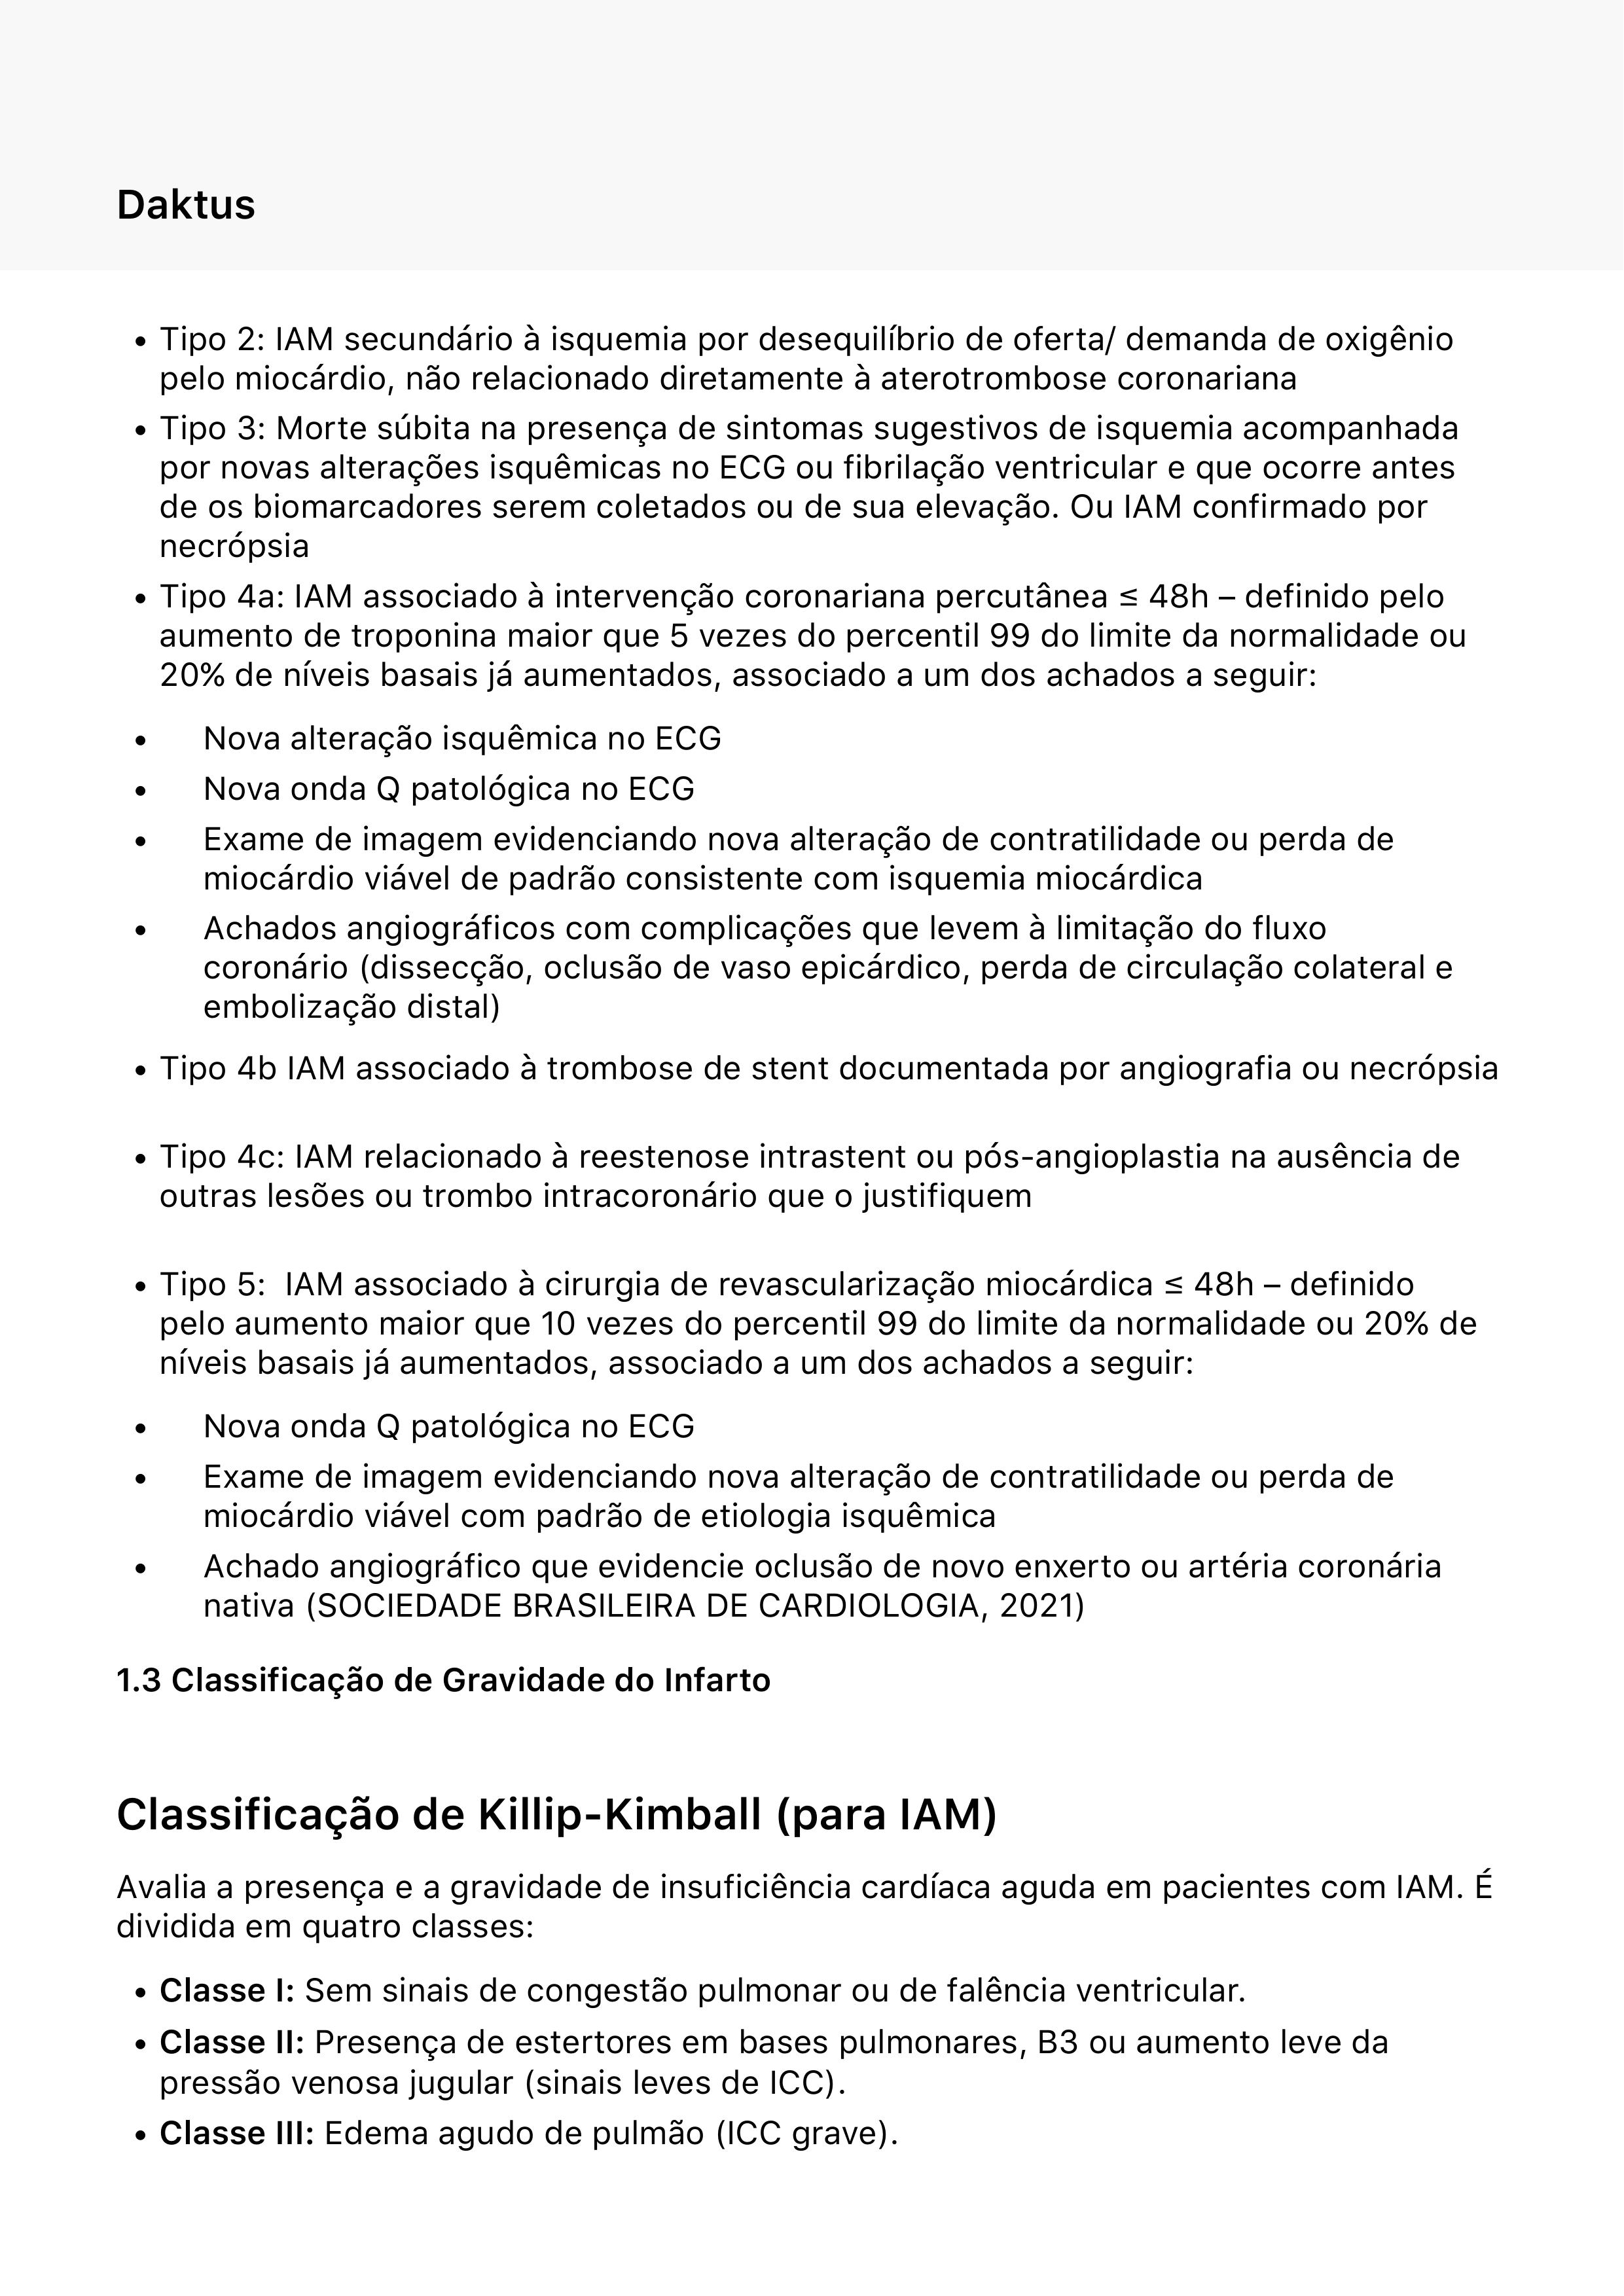 Daktus
• Tipo 2: IAM secundário à isquemia por desequilíbrio de oferta/ demanda de oxigênio
pelo miocárdio, não relacionado diretamente à aterotrombose coronariana
• Tipo 3: Morte súbita na presença de sintomas sugestivos de isquemia acompanhada
por novas alterações isquêmicas no ECG ou fibrilação ventricular e que ocorre antes
de os biomarcadores serem coletados ou de sua elevação. Ou IAM confirmado por
necrópsia
• Tipo 4a: IAM associado à intervenção coronariana percutânea ≤ 48h – definido pelo
aumento de troponina maior que 5 vezes do percentil 99 do limite da normalidade ou
20% de níveis basais já aumentados, associado a um dos achados a seguir:
• Nova alteração isquêmica no ECG
• Nova onda Q patológica no ECG
• Exame de imagem evidenciando nova alteração de contratilidade ou perda de
miocárdio viável de padrão consistente com isquemia miocárdica
• Achados angiográficos com complicações que levem à limitação do fluxo
coronário (dissecção, oclusão de vaso epicárdico, perda de circulação colateral e
embolização distal)
• Tipo 4b IAM associado à trombose de stent documentada por angiografia ou necrópsia
• Tipo 4c: IAM relacionado à reestenose intrastent ou pós-angioplastia na ausência de
outras lesões ou trombo intracoronário que o justifiquem
• Tipo 5:  IAM associado à cirurgia de revascularização miocárdica ≤ 48h – definido
pelo aumento maior que 10 vezes do percentil 99 do limite da normalidade ou 20% de
níveis basais já aumentados, associado a um dos achados a seguir:
• Nova onda Q patológica no ECG
• Exame de imagem evidenciando nova alteração de contratilidade ou perda de
miocárdio viável com padrão de etiologia isquêmica
• Achado angiográfico que evidencie oclusão de novo enxerto ou artéria coronária
nativa (SOCIEDADE BRASILEIRA DE CARDIOLOGIA, 2021)
1.3 Classificação de Gravidade do Infarto
Classificação de Killip-Kimball (para IAM)
Avalia a presença e a gravidade de insuficiência cardíaca aguda em pacientes com IAM. É
dividida em quatro classes:
• Classe I: Sem sinais de congestão pulmonar ou de falência ventricular.
• Classe II: Presença de estertores em bases pulmonares, B3 ou aumento leve da
pressão venosa jugular (sinais leves de ICC).
• Classe III: Edema agudo de pulmão (ICC grave).